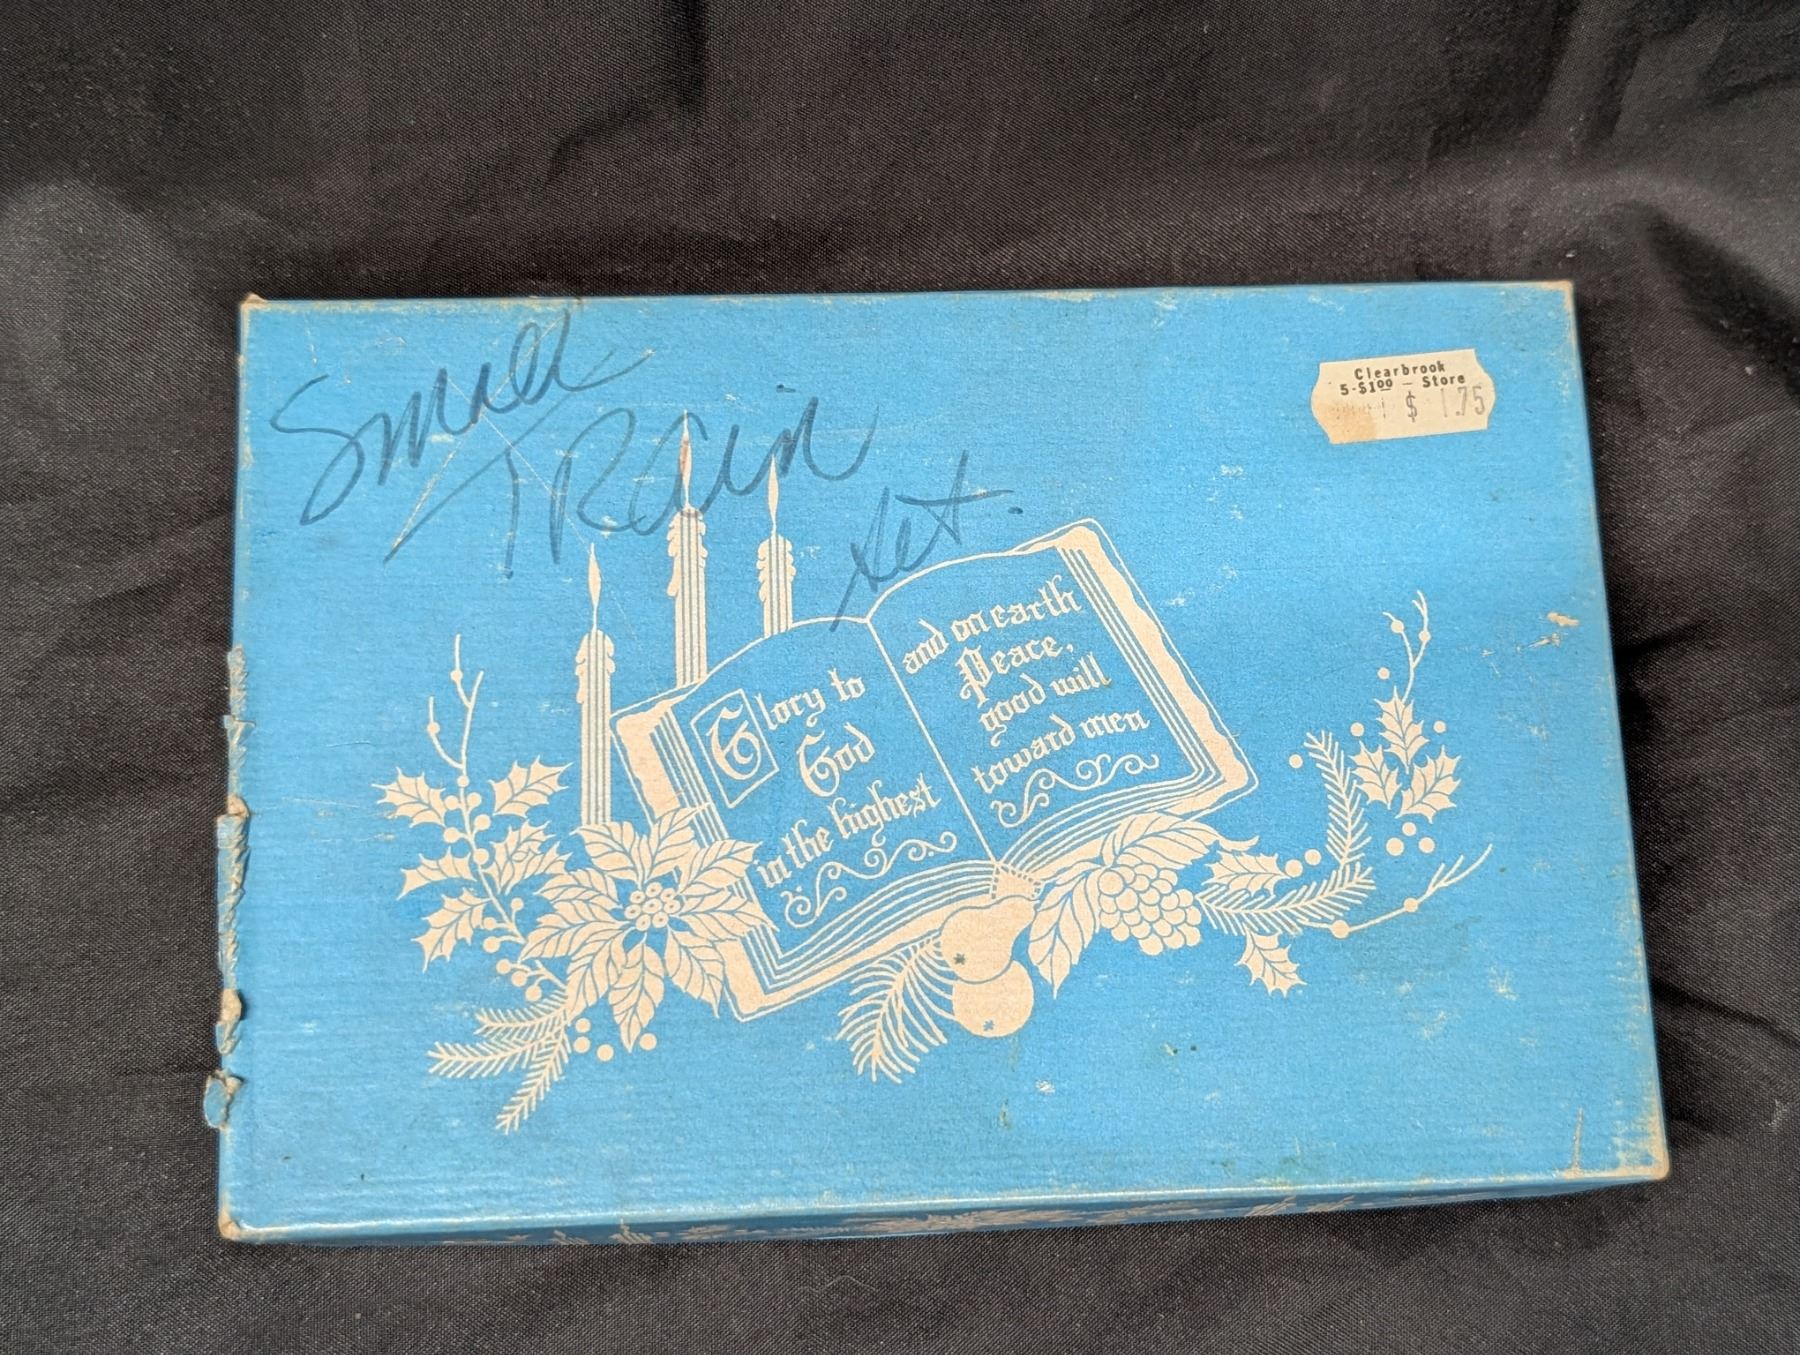 Small
Train
set.
Clearbrook
5-$1.00 - Store
$ 1.75
Glory to
God
in the highest
and on earth
Peace,
good will
toward men